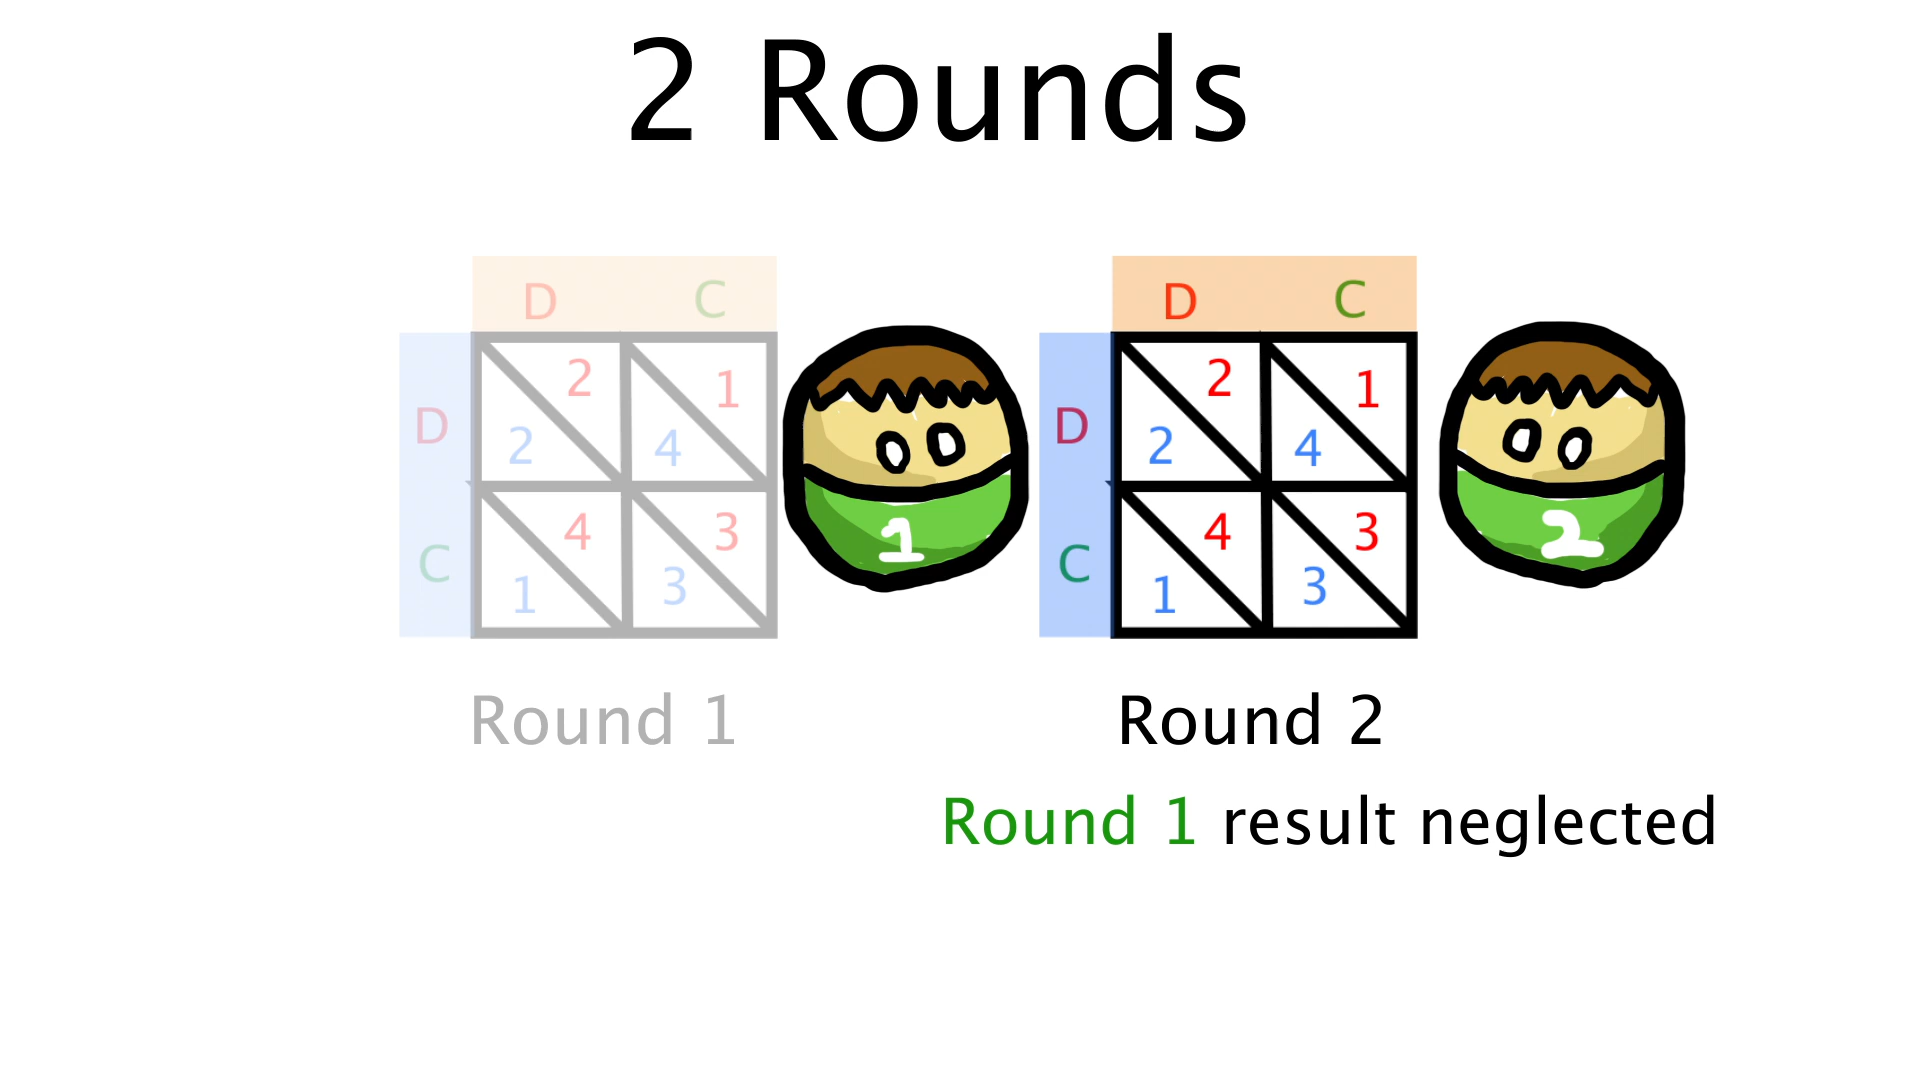 2 Rounds
D C D C
2 1 2 1
D 2 4 D 2 4
4 3 1 4 3 2
C 1 3 C 1 3
Round 1 Round 2
Round 1 result neglected